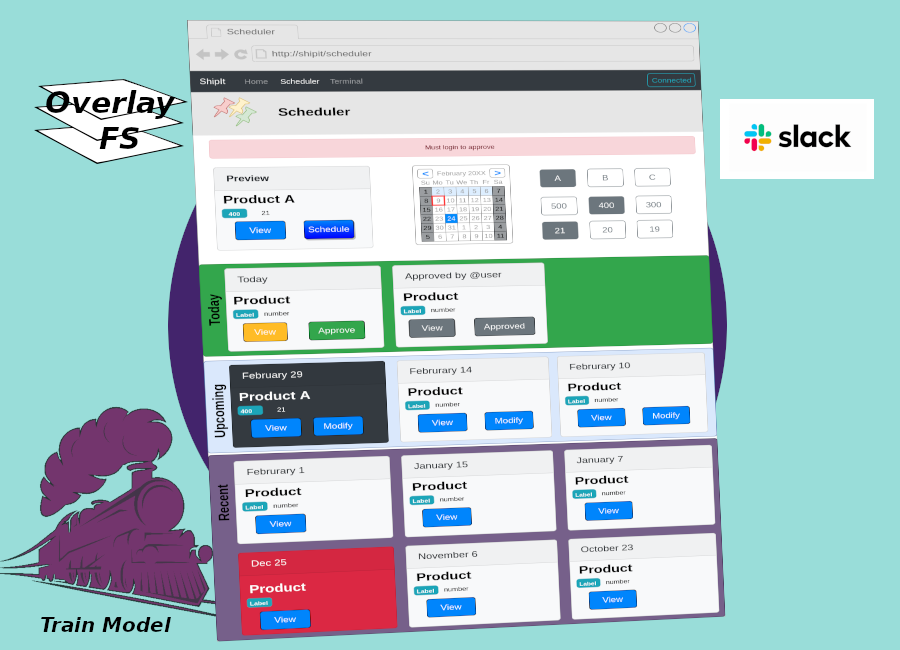 Scheduler
http://shipit/scheduler
ShipIt Home Scheduler Terminal Connected
Scheduler
Must login to approve
Overlay
FS
slack
Preview
Product A
400 21
View Schedule
< February 20XX >
Su Mo Tu We Th Fr Sa
1 2 3 4 5 6 7
8 9 10 11 12 13 14
15 16 17 18 19 20 21
22 23 24 25 26 27 28
29 30 31 1 2 3 4
5 6 7 8 9 10 11
A B C
500 400 300
21 20 19
Today
Today
Product
Label number
View Approve
Approved by @user
Product
Label number
View Approved
Upcoming
February 29
Product A
400 21
View Modify
Februrary 14
Product
Label number
View Modify
Februrary 10
Product
Label number
View Modify
Recent
Februrary 1
Product
Label number
View
January 15
Product
Label number
View
January 7
Product
Label number
View
Dec 25
Product
Label
View
November 6
Product
Label number
View
October 23
Product
Label number
View
Train Model